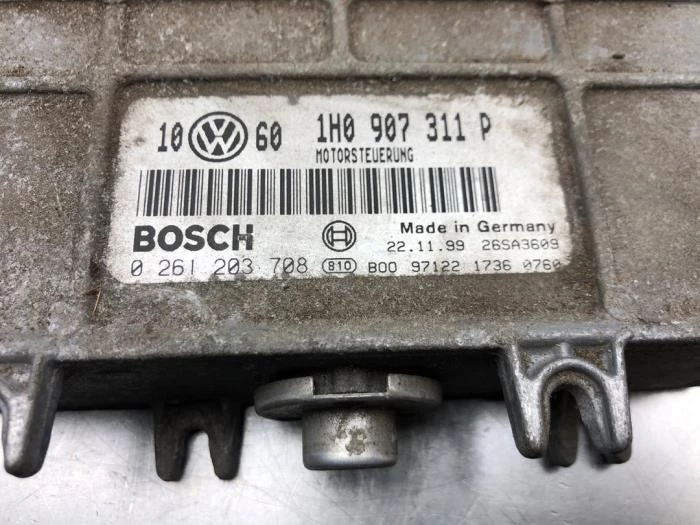 10 VW 60 1H0 907 311 P
MOTORSTEUERUNG
BOSCH Made in Germany
22.11.99 26SA3609
0 261 203 708 810 B00 97122 1736 0760